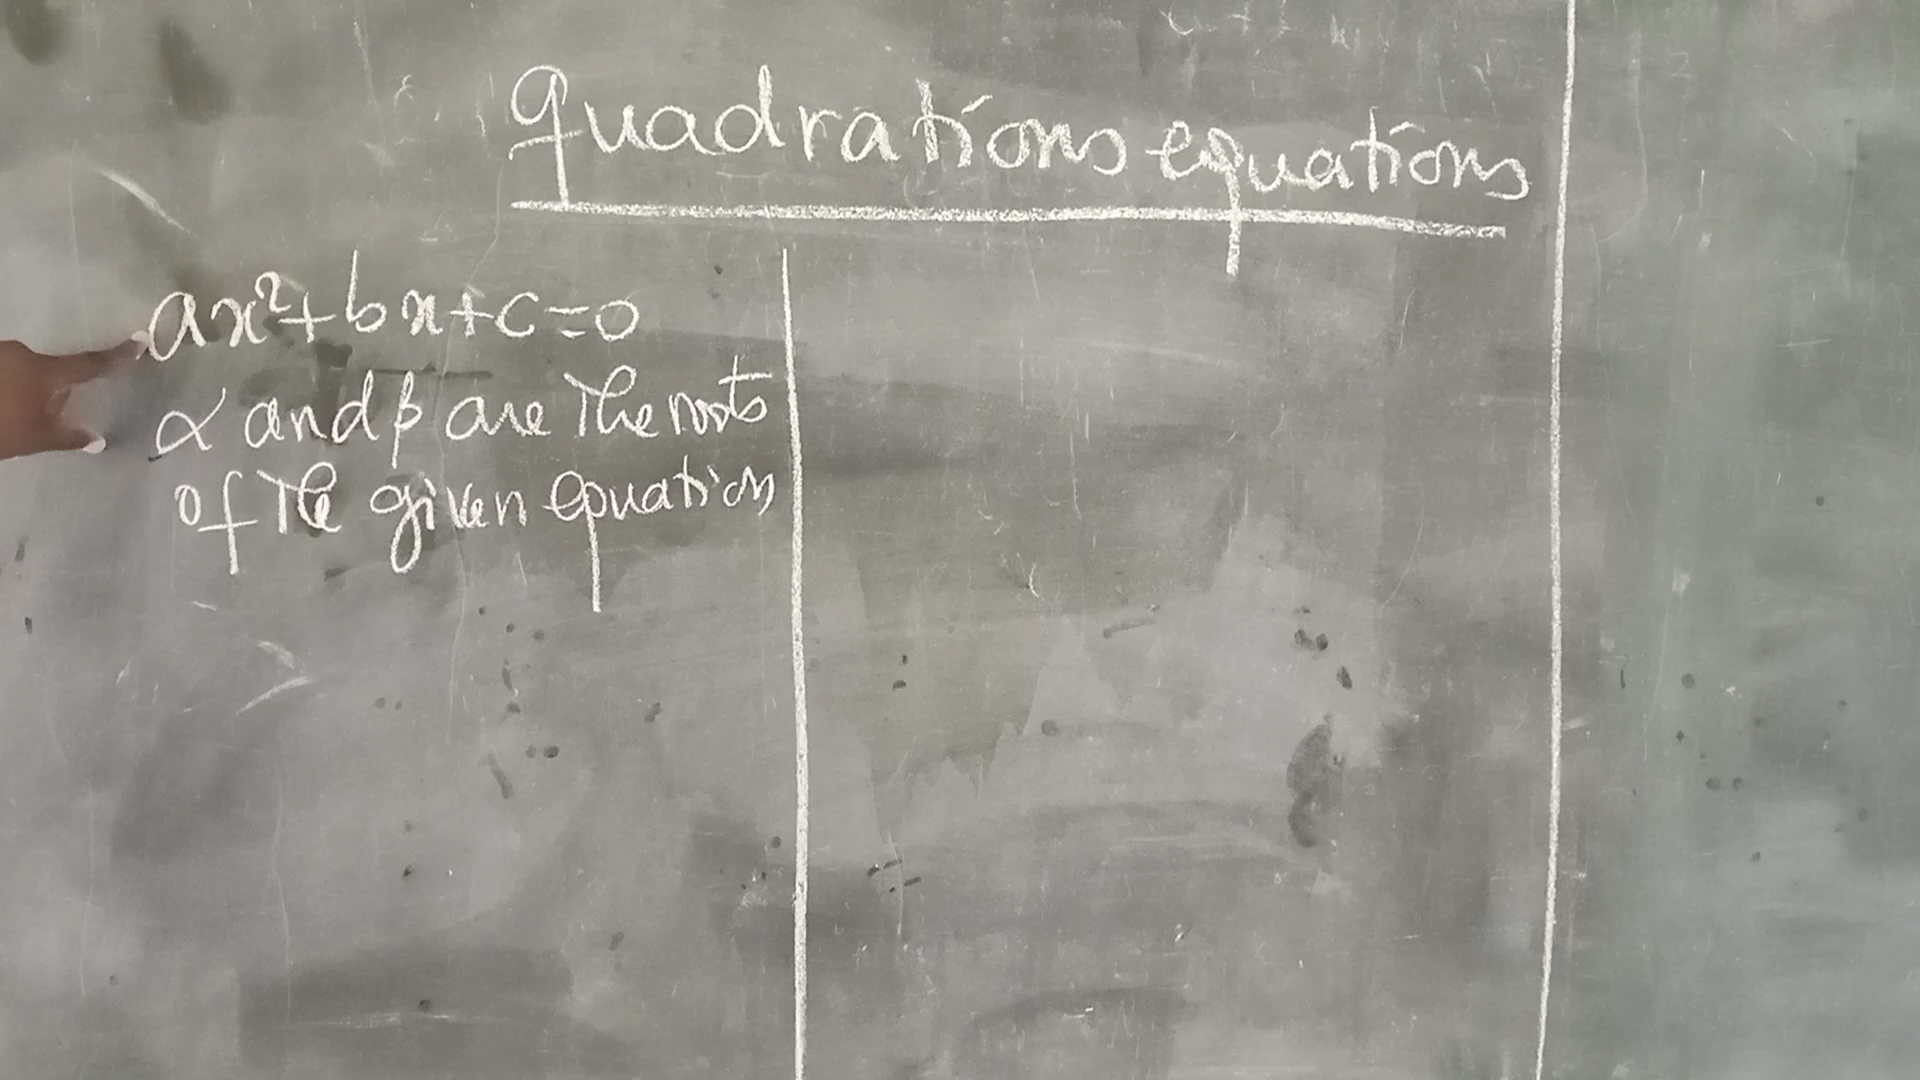 quadrations equations
ax²+bx+c=0
α and β are The roots
of The given equation